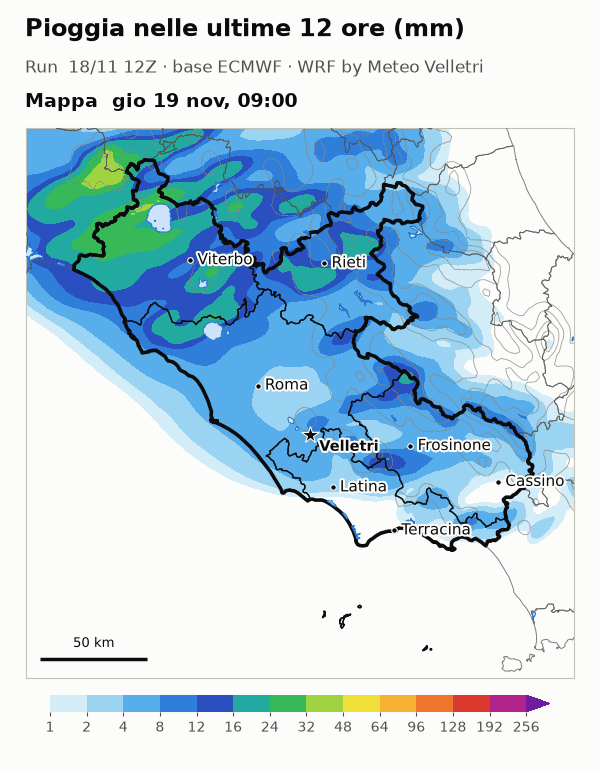 Pioggia nelle ultime 12 ore (mm)
Run  18/11 12Z · base ECMWF · WRF by Meteo Velletri
Mappa  gio 19 nov, 09:00
Viterbo
Rieti
Roma
Velletri
Frosinone
Latina
Cassino
Terracina
50 km
1 2 4 8 12 16 24 32 48 64 96 128 192 256